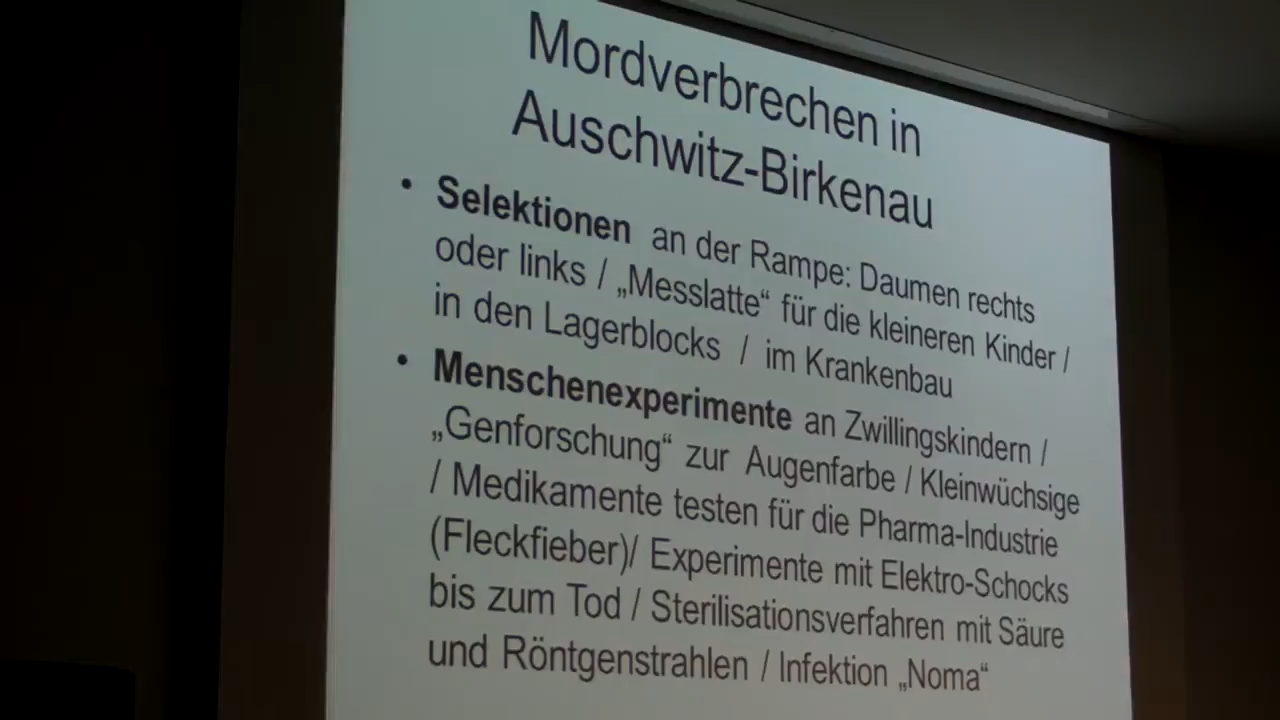 Mordverbrechen in
Auschwitz-Birkenau
• Selektionen an der Rampe: Daumen rechts
oder links / „Messlatte“ für die kleineren Kinder /
in den Lagerblocks / im Krankenbau
• Menschenexperimente an Zwillingskindern /
„Genforschung“ zur Augenfarbe / Kleinwüchsige
/ Medikamente testen für die Pharma-Industrie
(Fleckfieber)/ Experimente mit Elektro-Schocks
bis zum Tod / Sterilisationsverfahren mit Säure
und Röntgenstrahlen / Infektion „Noma“